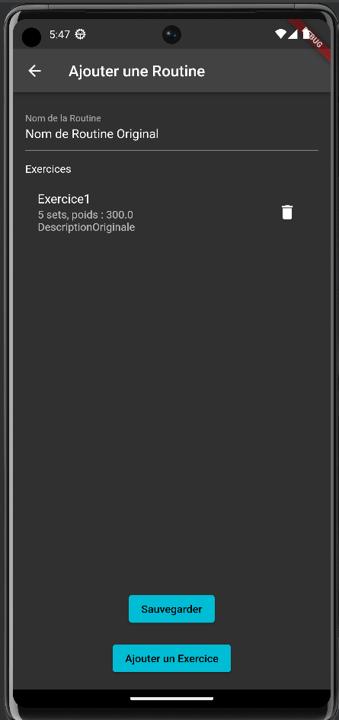 5:47
Ajouter une Routine
Nom de la Routine
Nom de Routine Original
Exercices
Exercice1
5 sets, poids : 300.0
DescriptionOriginale
Sauvegarder
Ajouter un Exercice